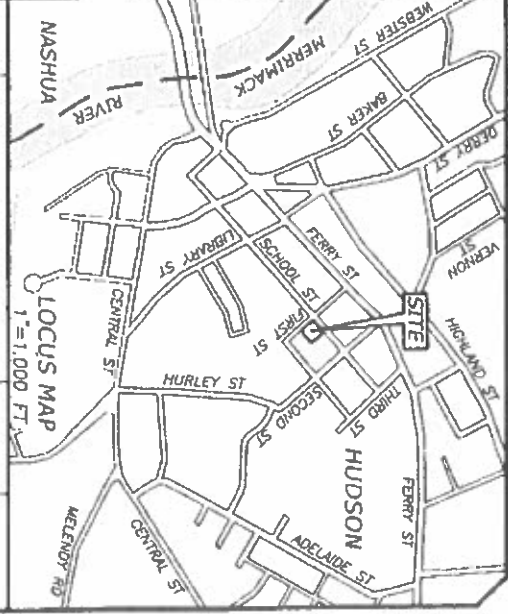 WEBSTER ST
MERRIMACK
RIVER
NASHUA
BAKER ST
DERRY ST
VERNON
ST
FERRY ST
SCHOOL ST
LIBRARY ST
FIRST ST
SITE
HIGHLAND ST
LOCUS MAP
1"=1,000 FT.
CENTRAL ST
HURLEY ST
SECOND
ST
THIRD ST
HUDSON
FERRY ST
ADELAIDE ST
CENTRAL ST
MELENDY RD